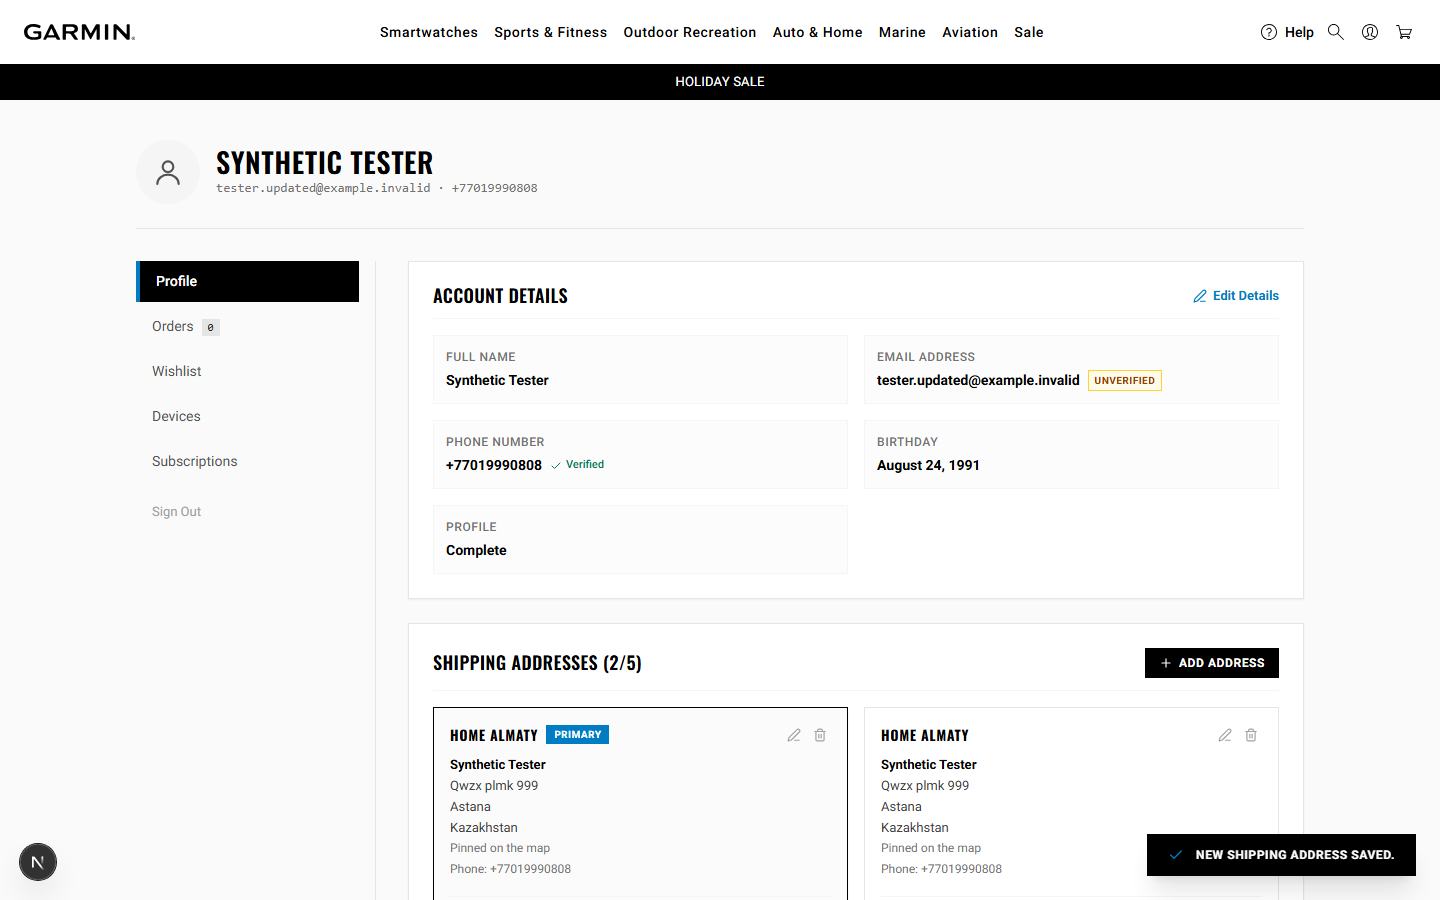 GARMIN.
Smartwatches Sports & Fitness Outdoor Recreation Auto & Home Marine Aviation Sale
Help
HOLIDAY SALE
SYNTHETIC TESTER
tester.updated@example.invalid · +77019990808
Profile
Orders 0
Wishlist
Devices
Subscriptions
Sign Out
ACCOUNT DETAILS
Edit Details
FULL NAME
Synthetic Tester
EMAIL ADDRESS
tester.updated@example.invalid UNVERIFIED
PHONE NUMBER
+77019990808 Verified
BIRTHDAY
August 24, 1991
PROFILE
Complete
SHIPPING ADDRESSES (2/5)
+ ADD ADDRESS
HOME ALMATY PRIMARY
Synthetic Tester
Qwzx plmk 999
Astana
Kazakhstan
Pinned on the map
Phone: +77019990808
HOME ALMATY
Synthetic Tester
Qwzx plmk 999
Astana
Kazakhstan
Pinned on the map
Phone: +77019990808
N
NEW SHIPPING ADDRESS SAVED.